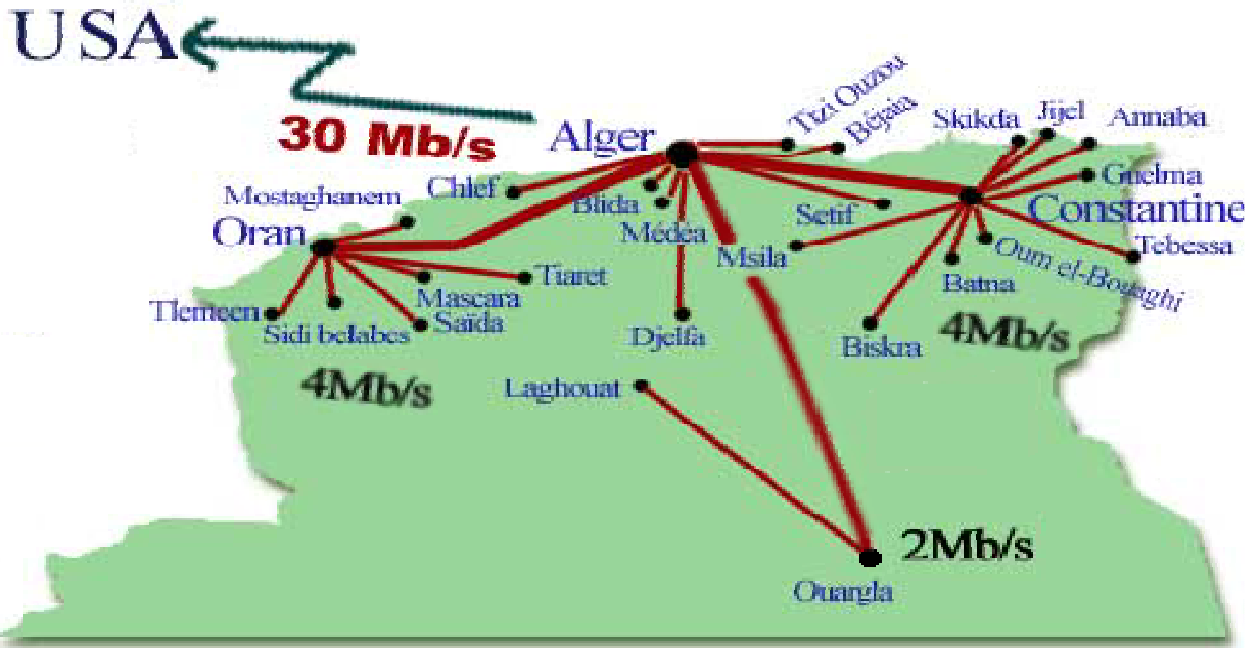 USA
30 Mb/s
Alger
Tizi Ouzou
Béjaia
Skikda
Jijel
Annaba
Guelma
Constantine
Tebessa
Oum el-Bouaghi
Batna
4Mb/s
Biskra
Msila
Setif
Chlef
Blida
Médéa
Djelfa
Mostaghanem
Oran
Tiaret
Mascara
Saïda
Sidi belabes
Tlemcen
4Mb/s
Laghouat
2Mb/s
Ouargla